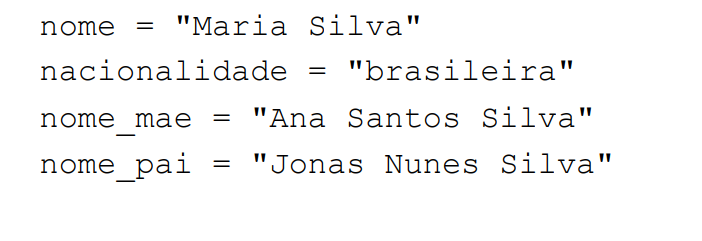 nome = "Maria Silva"
nacionalidade = "brasileira"
nome_mae = "Ana Santos Silva"
nome_pai = "Jonas Nunes Silva"